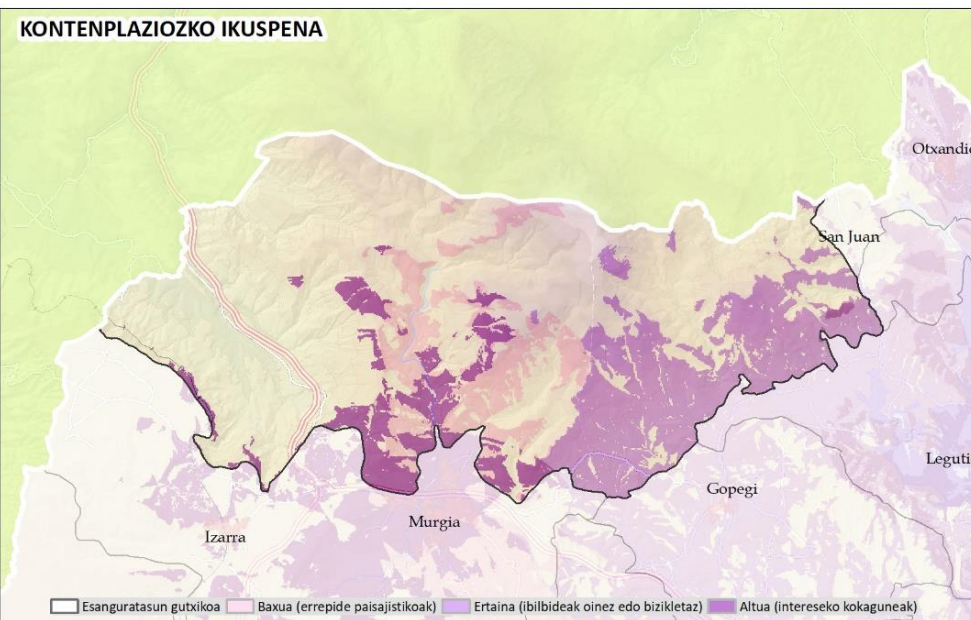 KONTENPLAZIOZKO IKUSPENA
Otxandio
San Juan
Leguti
Gopegi
Murgia
Izarra
Esanguratasun gutxikoa
Baxua (errepide paisajistikoak)
Ertaina (ibilbideak oinez edo bizikletaz)
Altua (intereseko kokaguneak)